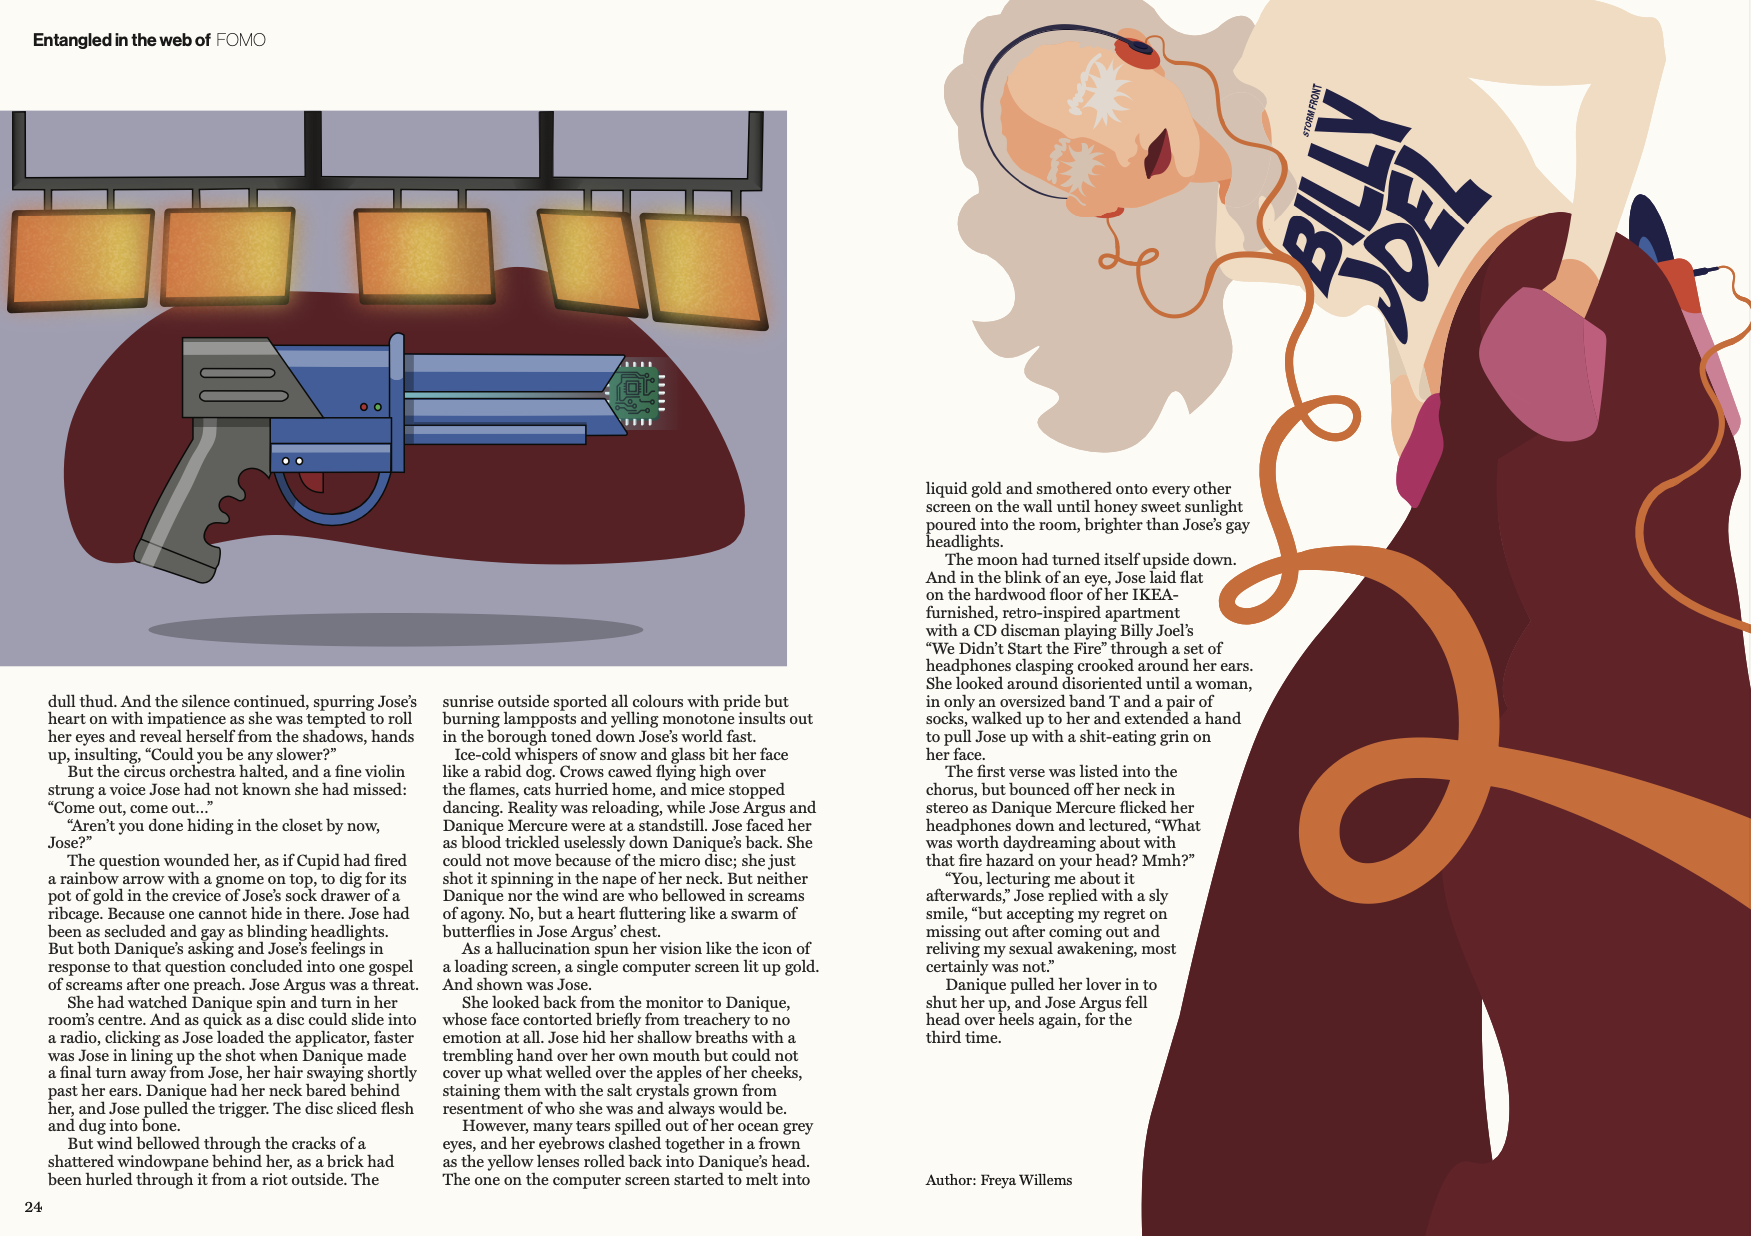 Entangled in the web of FOMO
dull thud. And the silence continued, spurring Jose’s
heart on with impatience as she was tempted to roll
her eyes and reveal herself from the shadows, hands
up, insulting, “Could you be any slower?”
But the circus orchestra halted, and a fine violin
strung a voice Jose had not known she had missed:
“Come out, come out…”
“Aren’t you done hiding in the closet by now,
Jose?”
The question wounded her, as if Cupid had fired
a rainbow arrow with a gnome on top, to dig for its
pot of gold in the crevice of Jose’s sock drawer of a
ribcage. Because one cannot hide in there. Jose had
been as secluded and gay as blinding headlights.
But both Danique’s asking and Jose’s feelings in
response to that question concluded into one gospel
of screams after one preach. Jose Argus was a threat.
She had watched Danique spin and turn in her
room’s centre. And as quick as a disc could slide into
a radio, clicking as Jose loaded the applicator, faster
was Jose in lining up the shot when Danique made
a final turn away from Jose, her hair swaying shortly
past her ears. Danique had her neck bared behind
her, and Jose pulled the trigger. The disc sliced flesh
and dug into bone.
But wind bellowed through the cracks of a
shattered windowpane behind her, as a brick had
been hurled through it from a riot outside. The
sunrise outside sported all colours with pride but
burning lampposts and yelling monotone insults out
in the borough toned down Jose’s world fast.
Ice-cold whispers of snow and glass bit her face
like a rabid dog. Crows cawed flying high over
the flames, cats hurried home, and mice stopped
dancing. Reality was reloading, while Jose Argus and
Danique Mercure were at a standstill. Jose faced her
as blood trickled uselessly down Danique’s back. She
could not move because of the micro disc; she just
shot it spinning in the nape of her neck. But neither
Danique nor the wind are who bellowed in screams
of agony. No, but a heart fluttering like a swarm of
butterflies in Jose Argus’ chest.
As a hallucination spun her vision like the icon of
a loading screen, a single computer screen lit up gold.
And shown was Jose.
She looked back from the monitor to Danique,
whose face contorted briefly from treachery to no
emotion at all. Jose hid her shallow breaths with a
trembling hand over her own mouth but could not
cover up what welled over the apples of her cheeks,
staining them with the salt crystals grown from
resentment of who she was and always would be.
However, many tears spilled out of her ocean grey
eyes, and her eyebrows clashed together in a frown
as the yellow lenses rolled back into Danique’s head.
The one on the computer screen started to melt into
24
STORM FRONT
BILLY
JOEL
liquid gold and smothered onto every other
screen on the wall until honey sweet sunlight
poured into the room, brighter than Jose’s gay
headlights.
The moon had turned itself upside down.
And in the blink of an eye, Jose laid flat
on the hardwood floor of her IKEA-
furnished, retro-inspired apartment
with a CD discman playing Billy Joel’s
“We Didn’t Start the Fire” through a set of
headphones clasping crooked around her ears.
She looked around disoriented until a woman,
in only an oversized band T and a pair of
socks, walked up to her and extended a hand
to pull Jose up with a shit-eating grin on
her face.
The first verse was listed into the
chorus, but bounced off her neck in
stereo as Danique Mercure flicked her
headphones down and lectured, “What
was worth daydreaming about with
that fire hazard on your head? Mmh?”
“You, lecturing me about it
afterwards,” Jose replied with a sly
smile, “but accepting my regret on
missing out after coming out and
reliving my sexual awakening, most
certainly was not.”
Danique pulled her lover in to
shut her up, and Jose Argus fell
head over heels again, for the
third time.
Author: Freya Willems